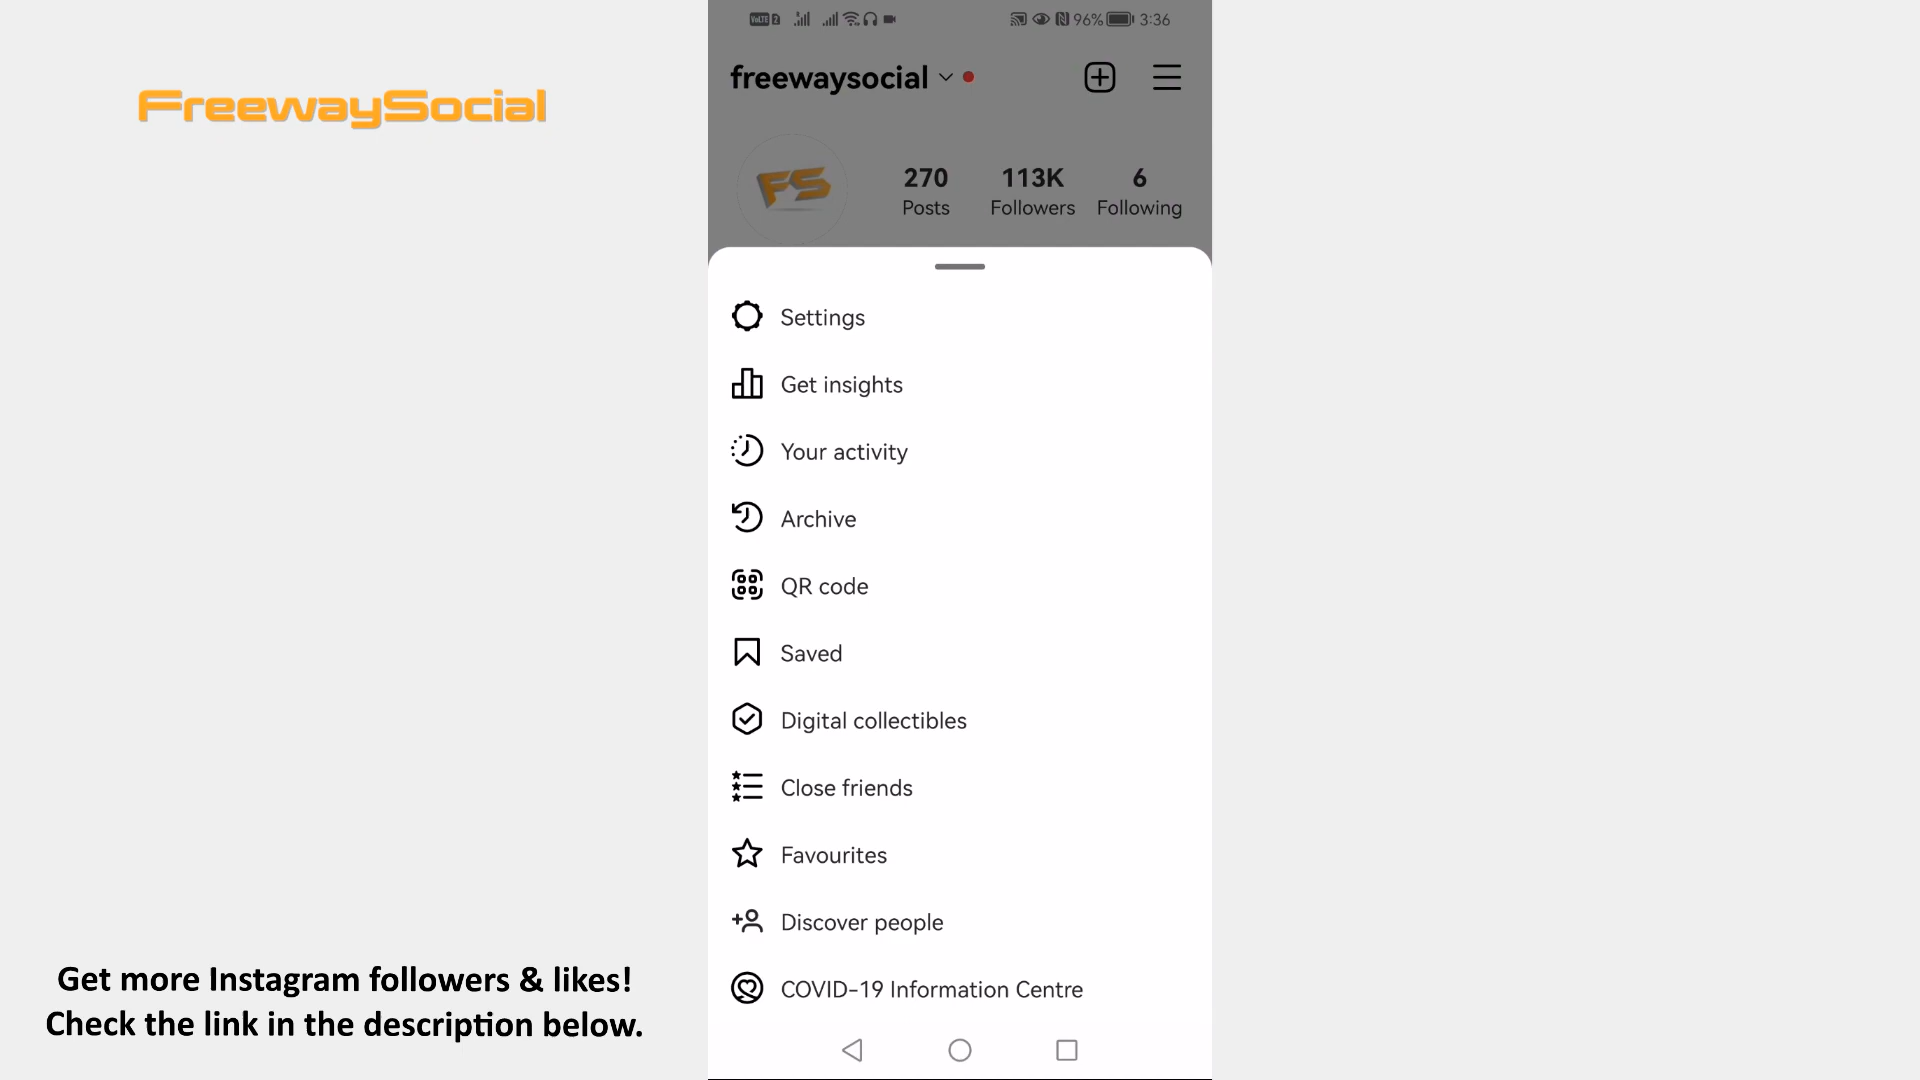 VoLTE 2
96%
3:36
FreewaySocial
freewaysocial
FS
270
113K
6
Posts
Followers
Following
Settings
Get insights
Your activity
Archive
QR code
Saved
Digital collectibles
Close friends
Favourites
Discover people
COVID-19 Information Centre
Get more Instagram followers & likes!
Check the link in the description below.